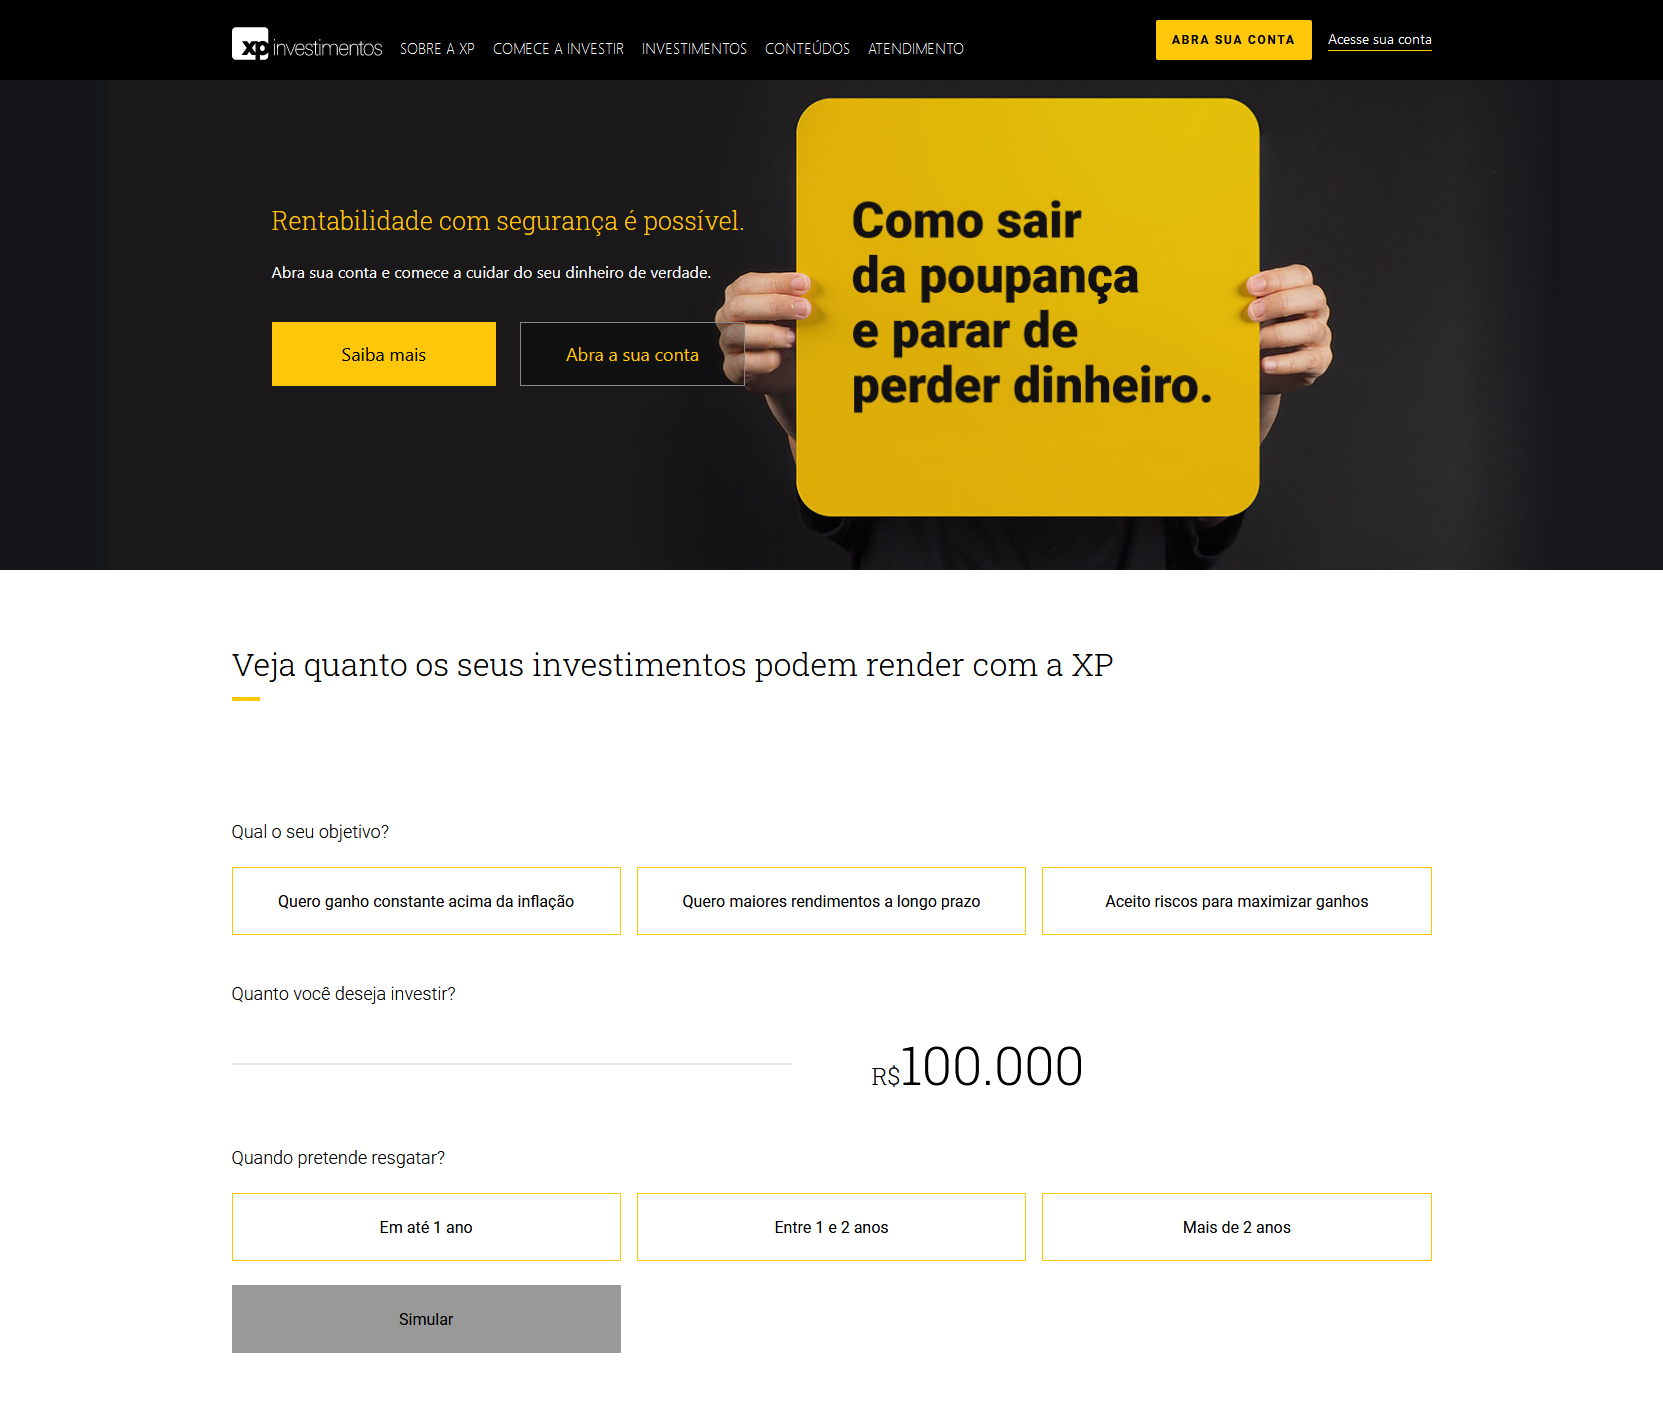 xp investimentos
SOBRE A XP
COMECE A INVESTIR
INVESTIMENTOS
CONTEÚDOS
ATENDIMENTO
ABRA SUA CONTA
Acesse sua conta
Rentabilidade com segurança é possível.
Abra sua conta e comece a cuidar do seu dinheiro de verdade.
Saiba mais
Abra a sua conta
Como sair
da poupança
e parar de
perder dinheiro.
Veja quanto os seus investimentos podem render com a XP
Qual o seu objetivo?
Quero ganho constante acima da inflação
Quero maiores rendimentos a longo prazo
Aceito riscos para maximizar ganhos
Quanto você deseja investir?
R$100.000
Quando pretende resgatar?
Em até 1 ano
Entre 1 e 2 anos
Mais de 2 anos
Simular